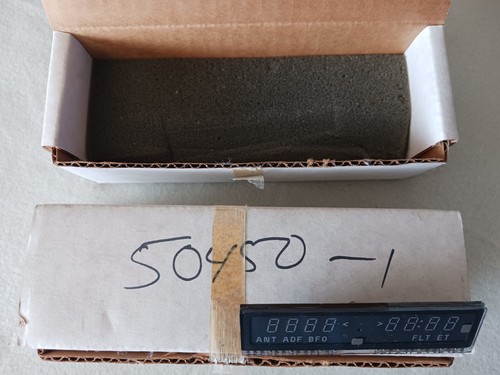 50450-1
8888 < > 88:88
ANT ADF BFO FLT ET